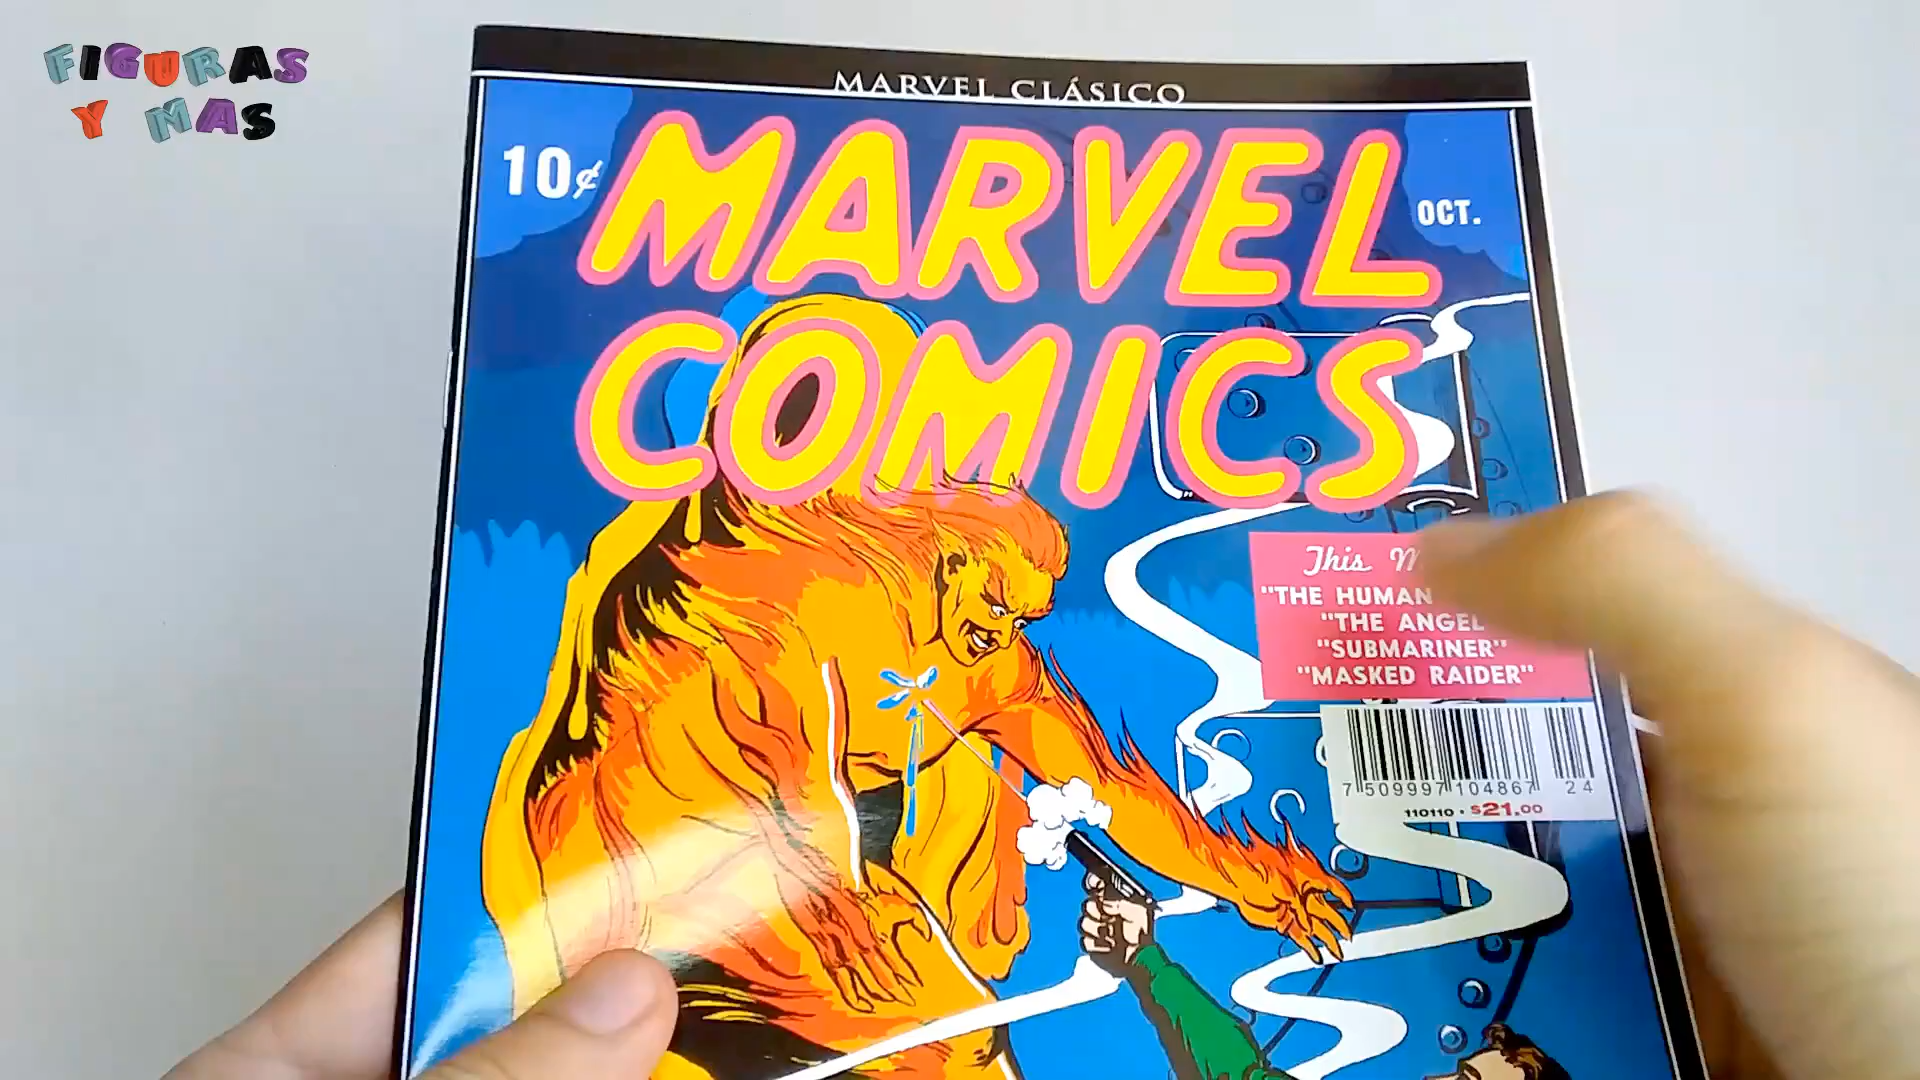 FIGURAS
Y MAS
MARVEL CLÁSICO
10¢
MARVEL
OCT.
COMICS
This
"THE HUMAN
"THE ANGEL
"SUBMARINER"
"MASKED RAIDER"
7 509997 104867 24
110110 · $21.00